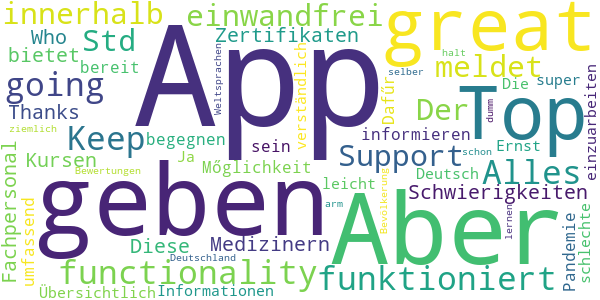 innerhalb
einwandfrei
great
Who
Std
Zertifikaten
App
bietet
bereit
Weltsprachen
verständlich
halt
meldet
selber
Die
super
going
Top
Thanks
Dafür
Der
dumm
einzuarbeiten
Keep
begegnen
sein
informieren
ziemlich
Ja
Support
schon
Ernst
Fachpersonal
Kursen
Möglichkeit
leicht
Deutsch
Alles
Bewertungen
geben
Bevölkerung
Aber
Schwierigkeiten
umfassend
arm
lernen
Pandemie
schlechte
Diese
Medizinern
Deutschland
functionality
funktioniert
Übersichtlich
Informationen